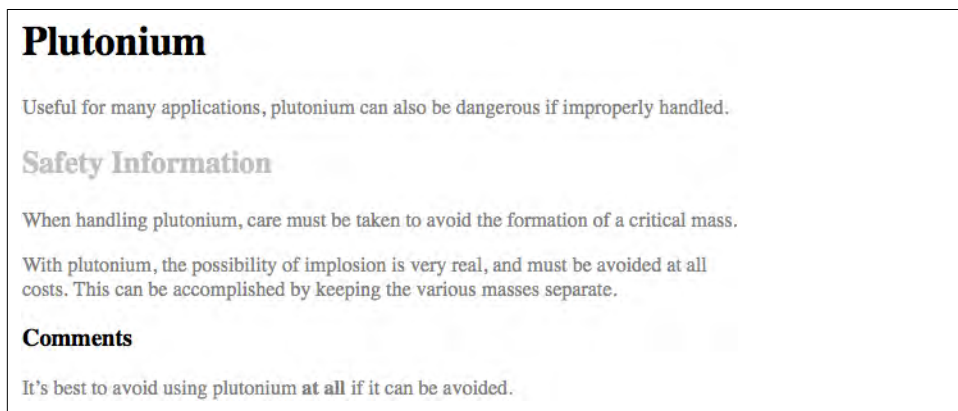 Plutonium
Useful for many applications, plutonium can also be dangerous if improperly handled.
Safety Information
When handling plutonium, care must be taken to avoid the formation of a critical mass.
With plutonium, the possibility of implosion is very real, and must be avoided at all
costs. This can be accomplished by keeping the various masses separate.
Comments
It’s best to avoid using plutonium at all if it can be avoided.